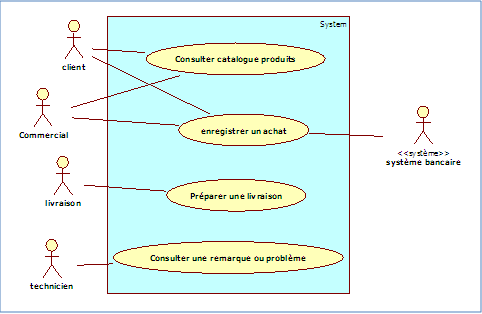 System
client
Consulter catalogue produits
Commercial
enregistrer un achat
<<système>>
système bancaire
livraison
Préparer une livraison
technicien
Consulter une remarque ou problème